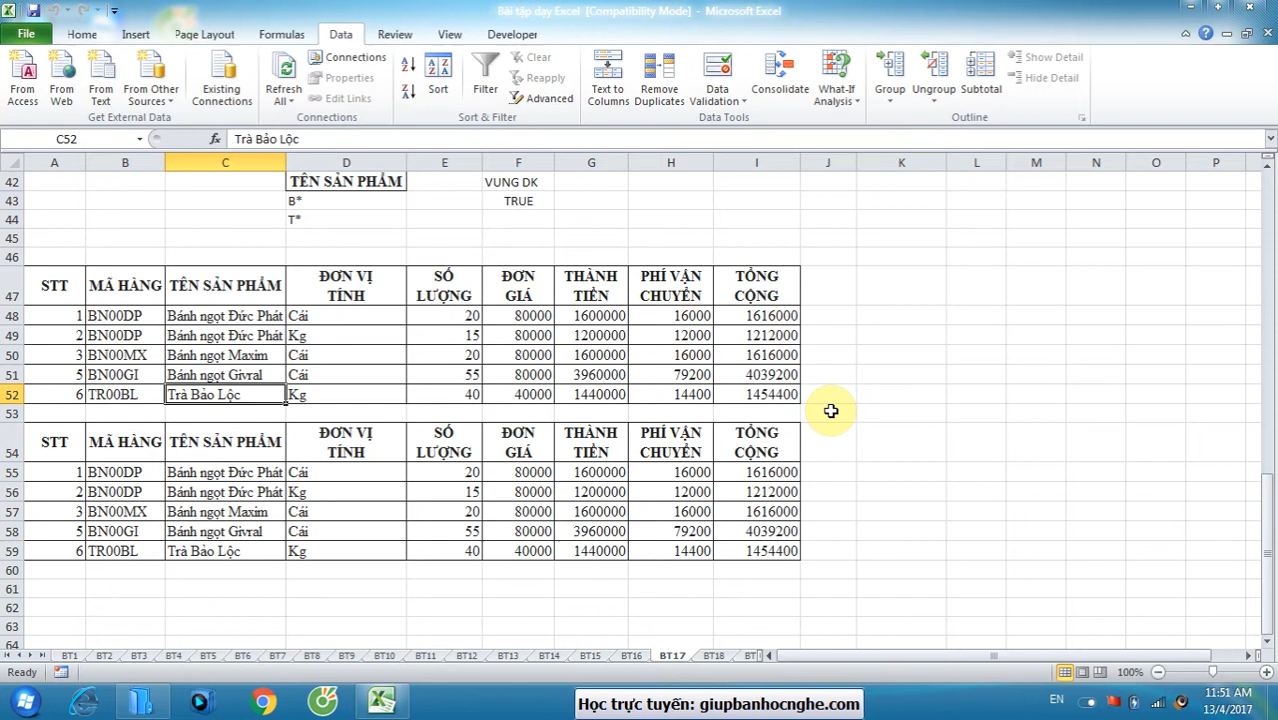 Bài tập dạy Excel [Compatibility Mode] - Microsoft Excel
File Home Insert Page Layout Formulas Data Review View Developer
From Access
From Web
From Text
From Other Sources
Existing Connections
Get External Data
Refresh All
Connections
Properties
Edit Links
Connections
Sort
Filter
Clear
Reapply
Advanced
Sort & Filter
Text to Columns
Remove Duplicates
Data Validation
Consolidate
What-If Analysis
Data Tools
Group
Ungroup
Subtotal
Show Detail
Hide Detail
Outline
C52 fx Trà Bảo Lộc
A B C D E F G H I J K L M N O P
42 TÊN SẢN PHẨM VUNG DK
43 B* TRUE
44 T*
45
46
47 STT MÃ HÀNG TÊN SẢN PHẨM ĐƠN VỊ TÍNH SỐ LƯỢNG ĐƠN GIÁ THÀNH TIỀN PHÍ VẬN CHUYỂN TỔNG CỘNG
48 1 BN00DP Bánh ngọt Đức Phát Cái 20 80000 1600000 16000 1616000
49 2 BN00DP Bánh ngọt Đức Phát Kg 15 80000 1200000 12000 1212000
50 3 BN00MX Bánh ngọt Maxim Cái 20 80000 1600000 16000 1616000
51 5 BN00GI Bánh ngọt Givral Cái 55 80000 3960000 79200 4039200
52 6 TR00BL Trà Bảo Lộc Kg 40 40000 1440000 14400 1454400
53
54 STT MÃ HÀNG TÊN SẢN PHẨM ĐƠN VỊ TÍNH SỐ LƯỢNG ĐƠN GIÁ THÀNH TIỀN PHÍ VẬN CHUYỂN TỔNG CỘNG
55 1 BN00DP Bánh ngọt Đức Phát Cái 20 80000 1600000 16000 1616000
56 2 BN00DP Bánh ngọt Đức Phát Kg 15 80000 1200000 12000 1212000
57 3 BN00MX Bánh ngọt Maxim Cái 20 80000 1600000 16000 1616000
58 5 BN00GI Bánh ngọt Givral Cái 55 80000 3960000 79200 4039200
59 6 TR00BL Trà Bảo Lộc Kg 40 40000 1440000 14400 1454400
60
61
62
63
64
BT1 BT2 BT3 BT4 BT5 BT6 BT7 BT8 BT9 BT10 BT11 BT12 BT13 BT14 BT15 BT16 BT17 BT18 BT
Ready 100%
Học trực tuyến: giupbanhocnghe.com
EN
11:51 AM
13/4/2017